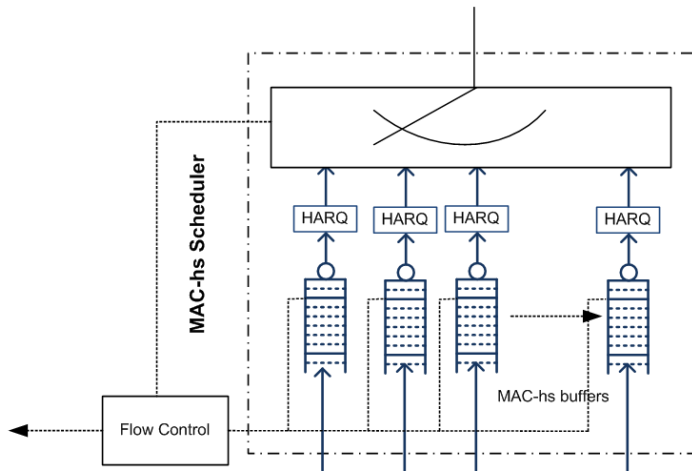 MAC-hs Scheduler
HARQ
HARQ
HARQ
HARQ
MAC-hs buffers
Flow Control